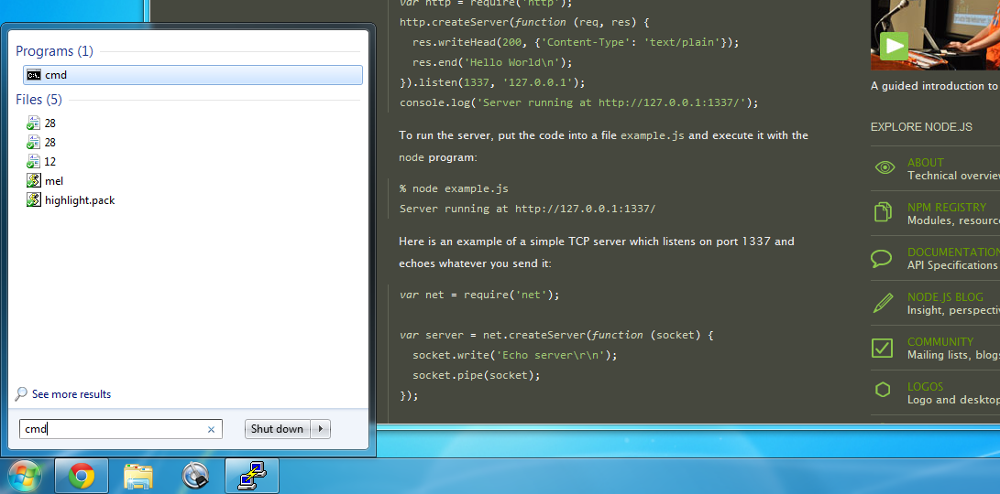 Programs (1)
cmd
Files (5)
28
28
12
mel
highlight.pack
See more results
cmd
Shut down
var http = require('http');
http.createServer(function (req, res) {
res.writeHead(200, {'Content-Type': 'text/plain'});
res.end('Hello World\n');
}).listen(1337, '127.0.0.1');
console.log('Server running at http://127.0.0.1:1337/');
To run the server, put the code into a file example.js and execute it with the
node program:
% node example.js
Server running at http://127.0.0.1:1337/
Here is an example of a simple TCP server which listens on port 1337 and
echoes whatever you send it:
var net = require('net');
var server = net.createServer(function (socket) {
socket.write('Echo server\r\n');
socket.pipe(socket);
});
A guided introduction to
EXPLORE NODE.JS
ABOUT
Technical overview
NPM REGISTRY
Modules, resourc
DOCUMENTATION
API Specifications
NODE.JS BLOG
Insight, perspecti
COMMUNITY
Mailing lists, blogs
LOGOS
Logo and desktop